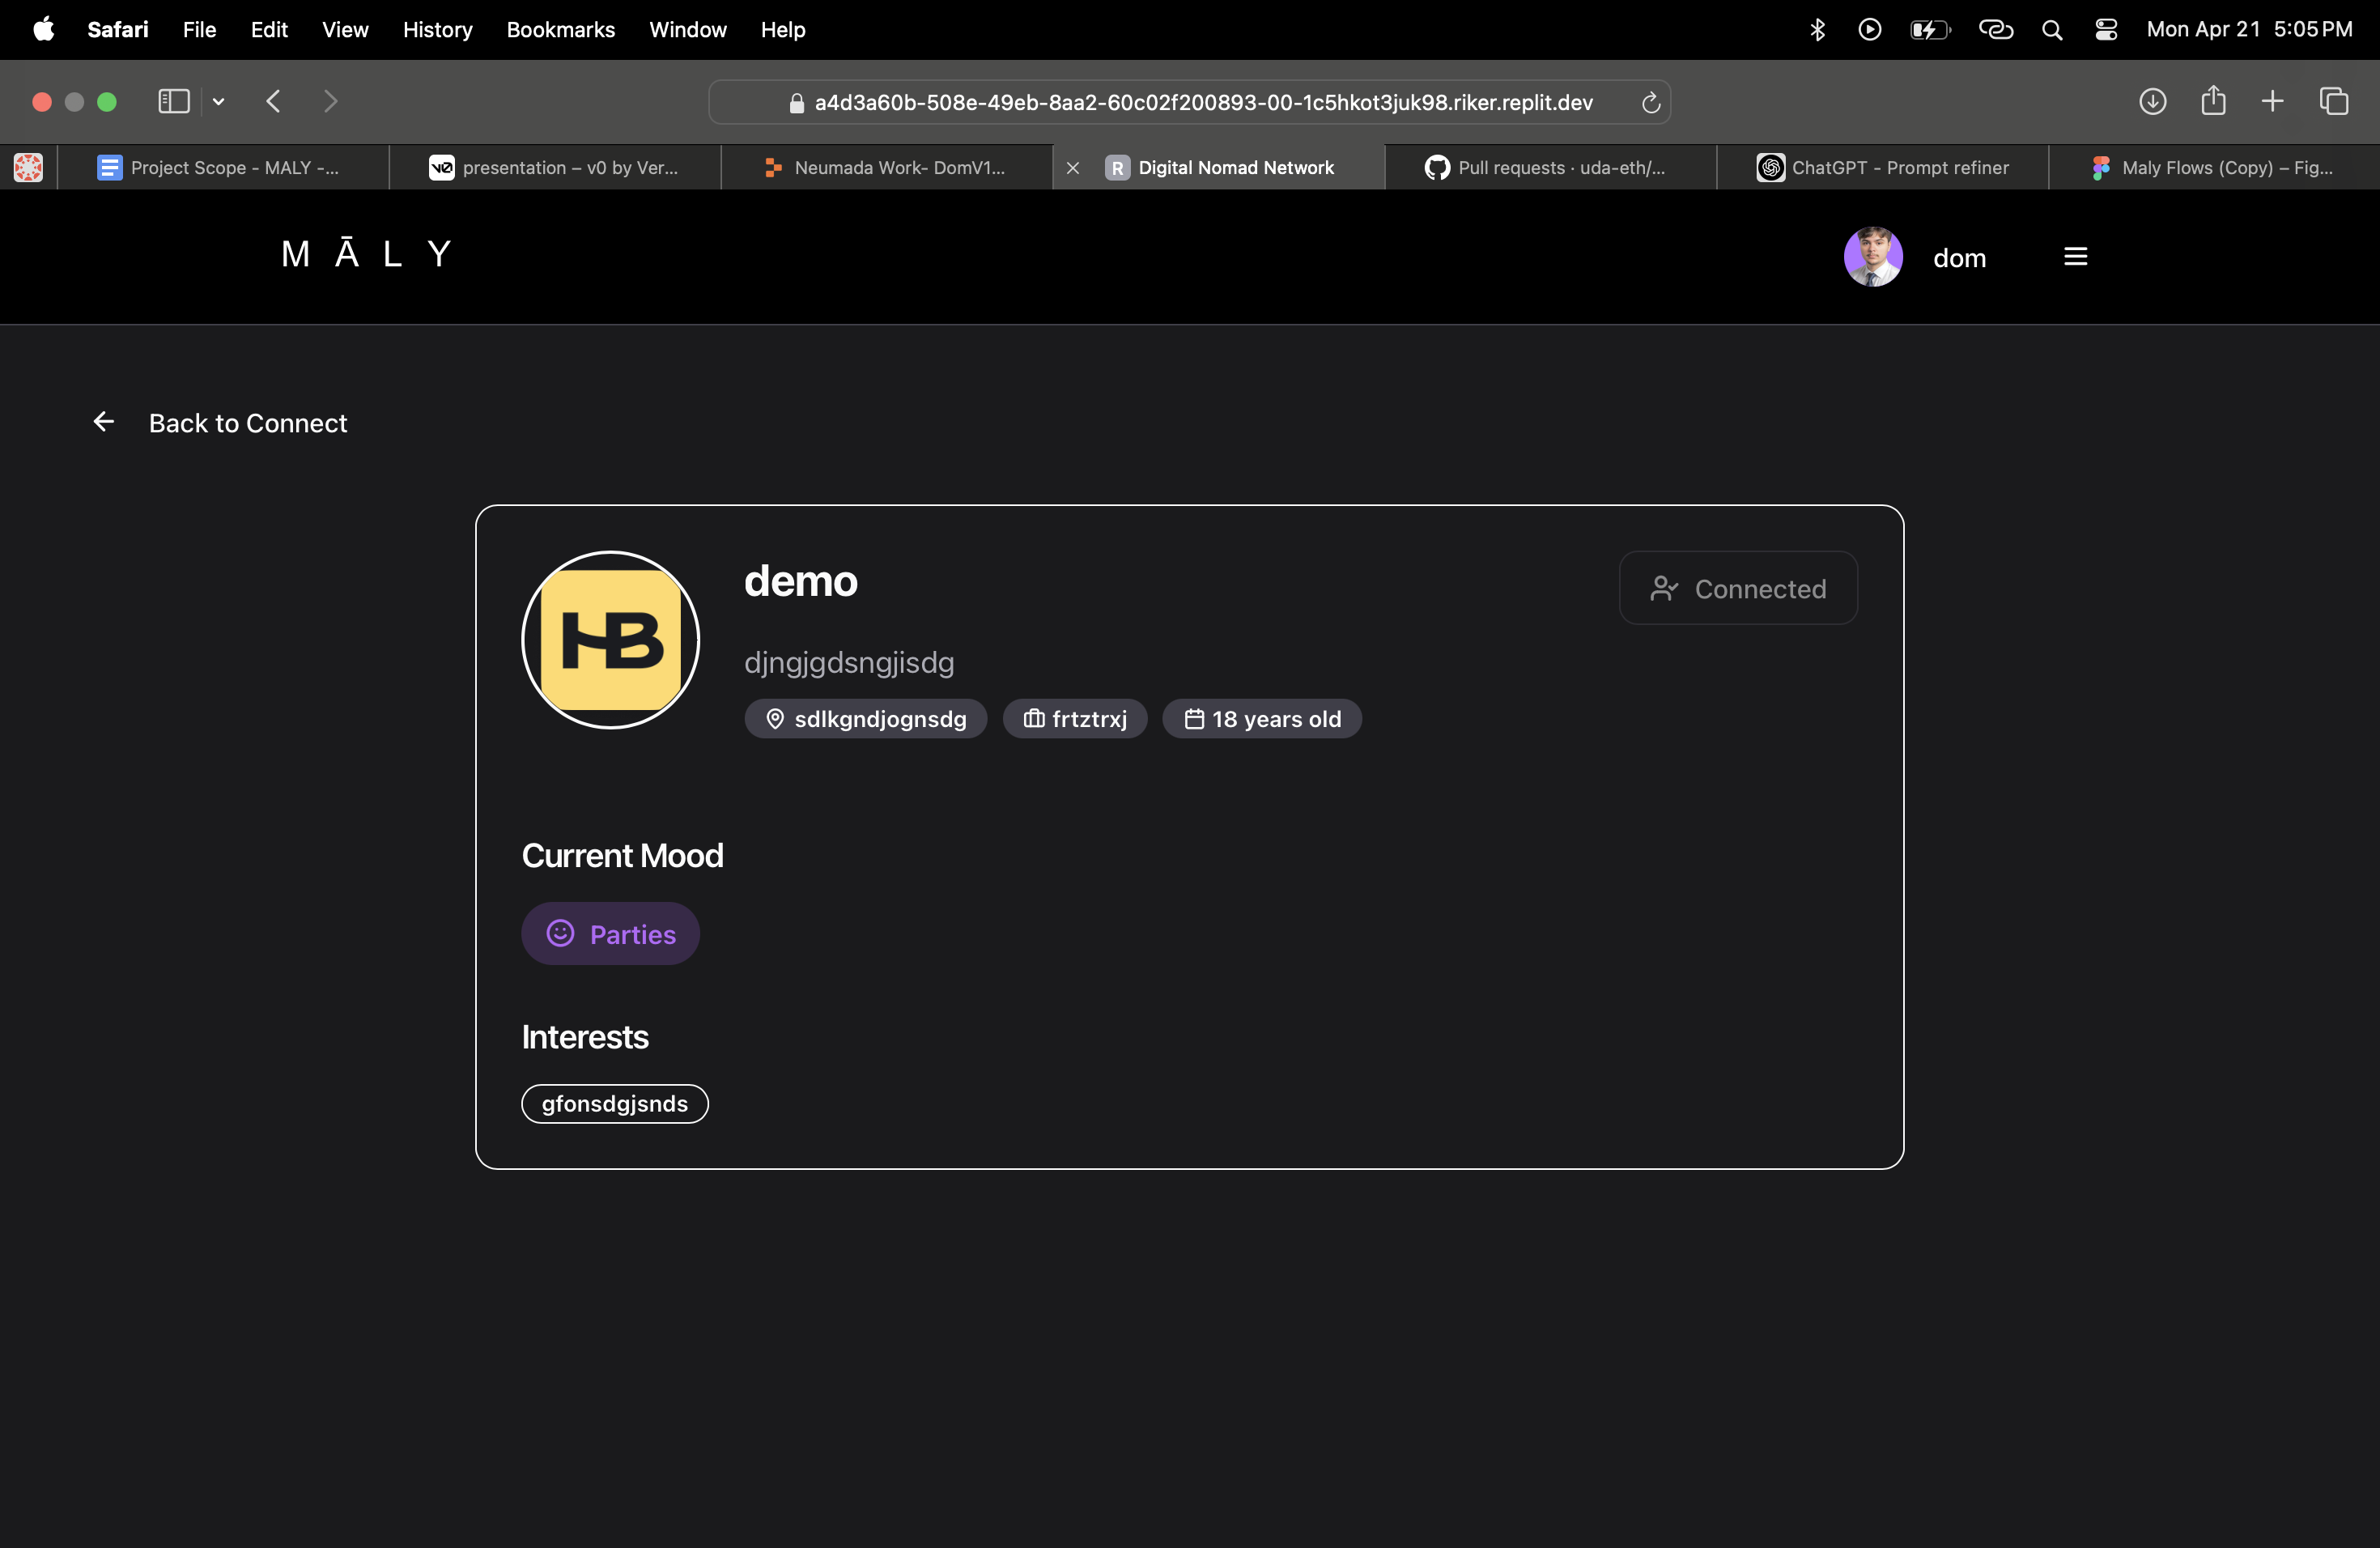 Safari File Edit View History Bookmarks Window Help Mon Apr 21 5:05 PM
a4d3a60b-508e-49eb-8aa2-60c02f200893-00-1c5hkot3juk98.riker.replit.dev
Project Scope - MALY -... v0 presentation – v0 by Ver... Neumada Work- DomV1... R Digital Nomad Network Pull requests · uda-eth/... ChatGPT - Prompt refiner Maly Flows (Copy) – Fig...
MĀLY dom
Back to Connect
HB
demo
Connected
djngjgdsngjisdg
sdlkgndjognsdg frtztrxj 18 years old
Current Mood
Parties
Interests
gfonsdgjsnds